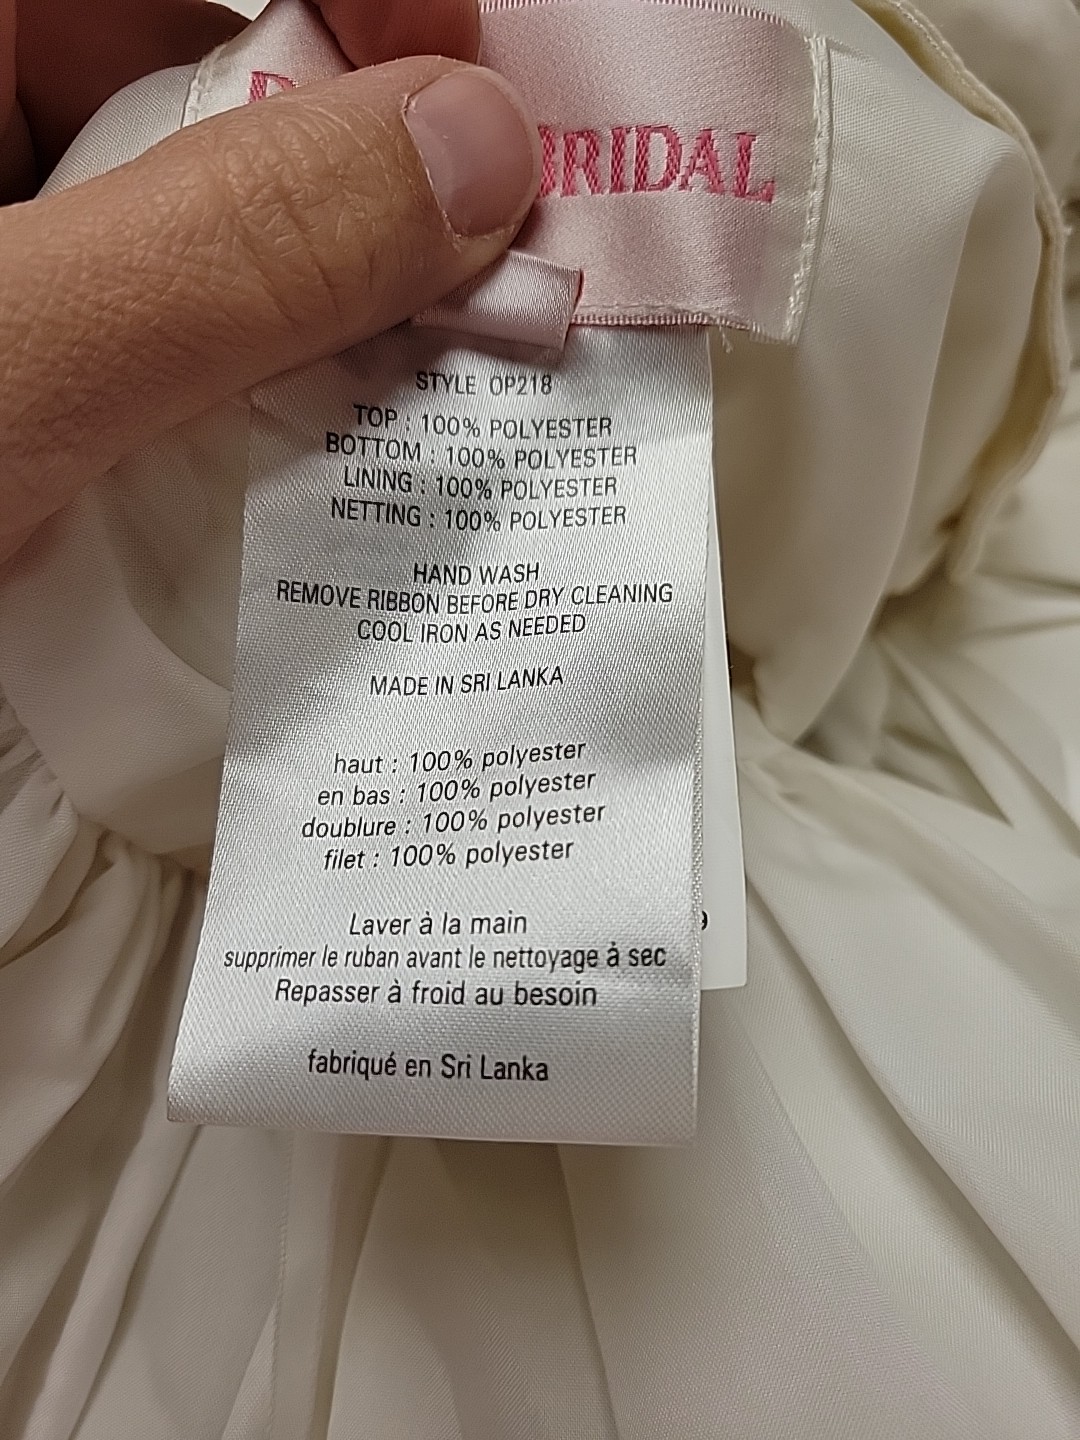 BRIDAL
STYLE OP218
TOP : 100% POLYESTER
BOTTOM : 100% POLYESTER
LINING : 100% POLYESTER
NETTING : 100% POLYESTER
HAND WASH
REMOVE RIBBON BEFORE DRY CLEANING
COOL IRON AS NEEDED
MADE IN SRI LANKA
haut : 100% polyester
en bas : 100% polyester
doublure : 100% polyester
filet : 100% polyester
Laver à la main
supprimer le ruban avant le nettoyage à sec
Repasser à froid au besoin
fabriqué en Sri Lanka